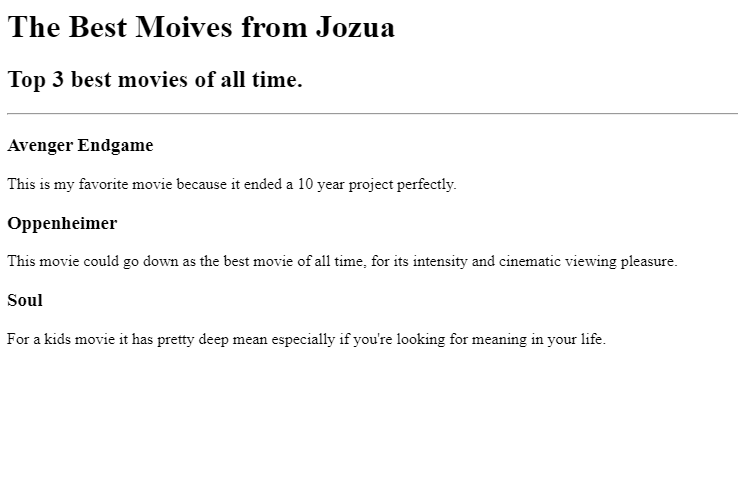 The Best Moives from Jozua
Top 3 best movies of all time.
Avenger Endgame
This is my favorite movie because it ended a 10 year project perfectly.
Oppenheimer
This movie could go down as the best movie of all time, for its intensity and cinematic viewing pleasure.
Soul
For a kids movie it has pretty deep mean especially if you're looking for meaning in your life.